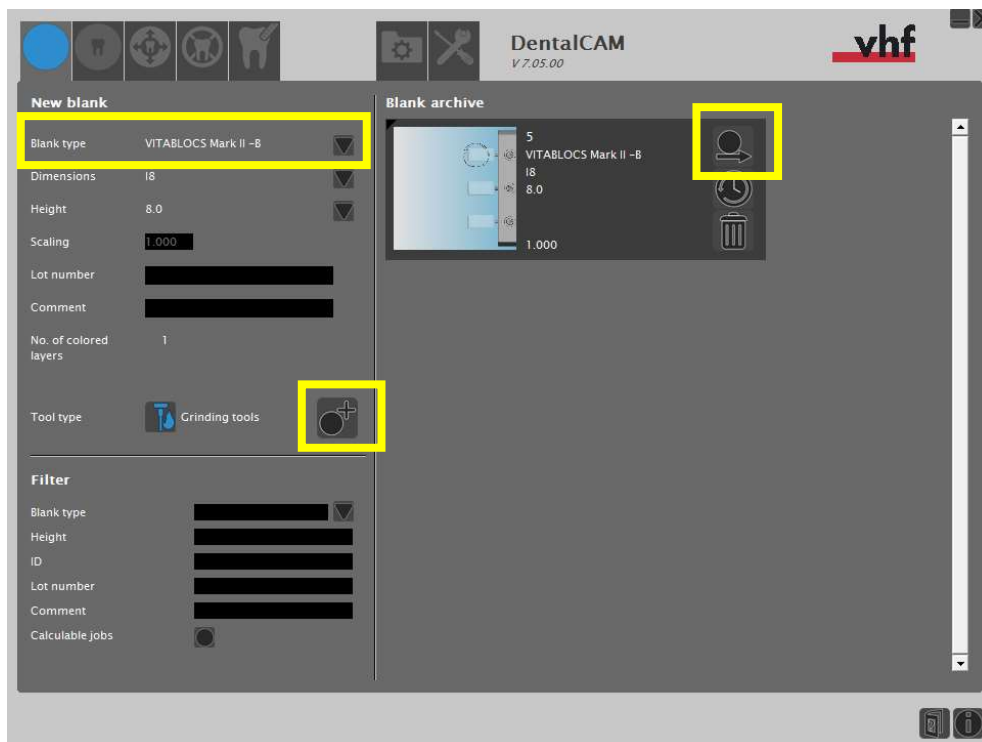 DentalCAM
V 7.05.00
vhf
New blank
Blank type VITABLOCS Mark II -B
Dimensions I8
Height 8.0
Scaling 1.000
Lot number
Comment
No. of colored 1
layers
Tool type Grinding tools
Filter
Blank type
Height
ID
Lot number
Comment
Calculable jobs
Blank archive
5
VITABLOCS Mark II -B
I8
8.0
1.000